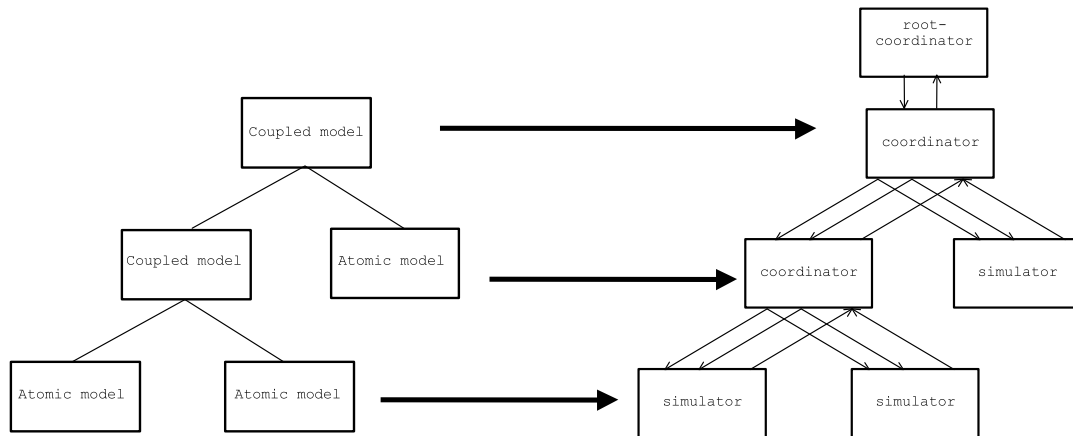 root-
coordinator
Coupled model
coordinator
Coupled model
Atomic model
coordinator
simulator
Atomic model
Atomic model
simulator
simulator